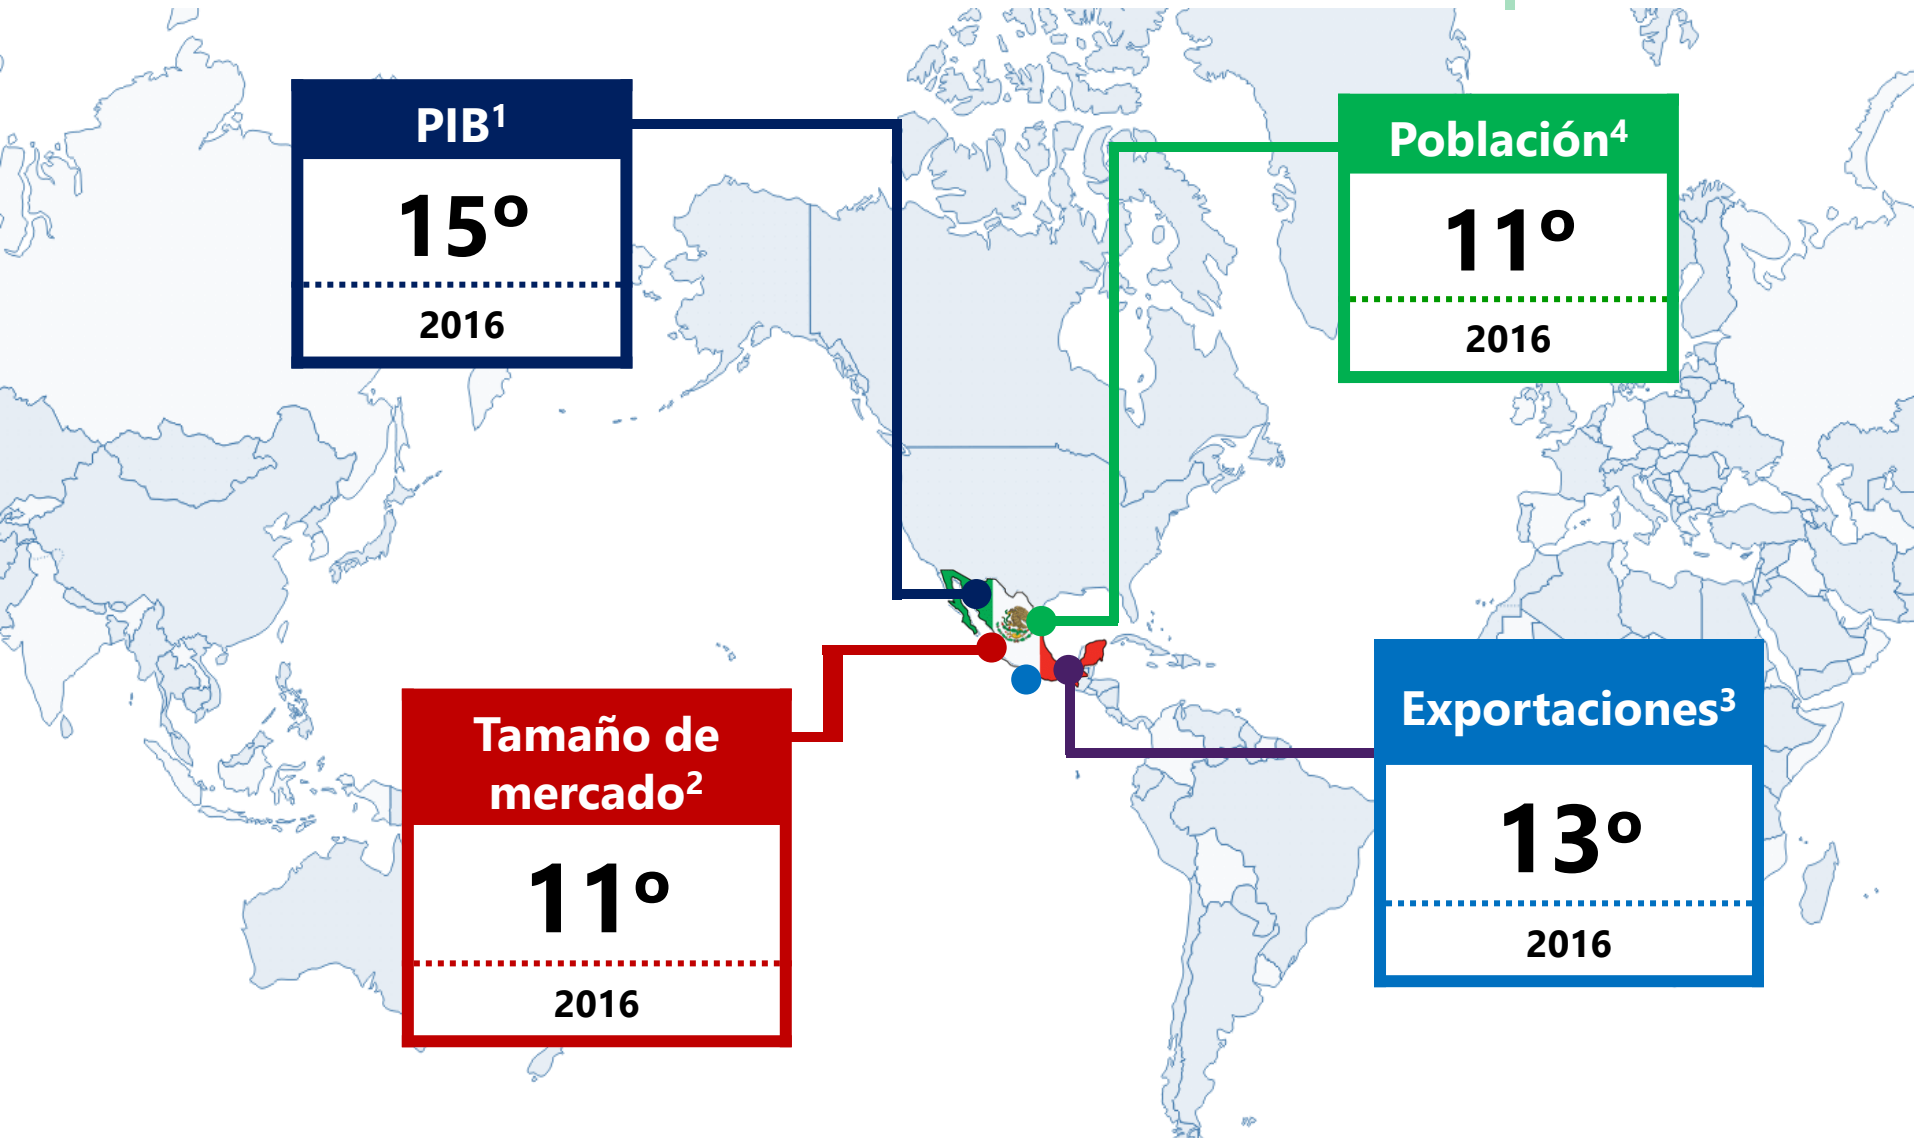 PIB¹
15º
2016
Población⁴
11º
2016
Tamaño de
mercado²
11º
2016
Exportaciones³
13º
2016